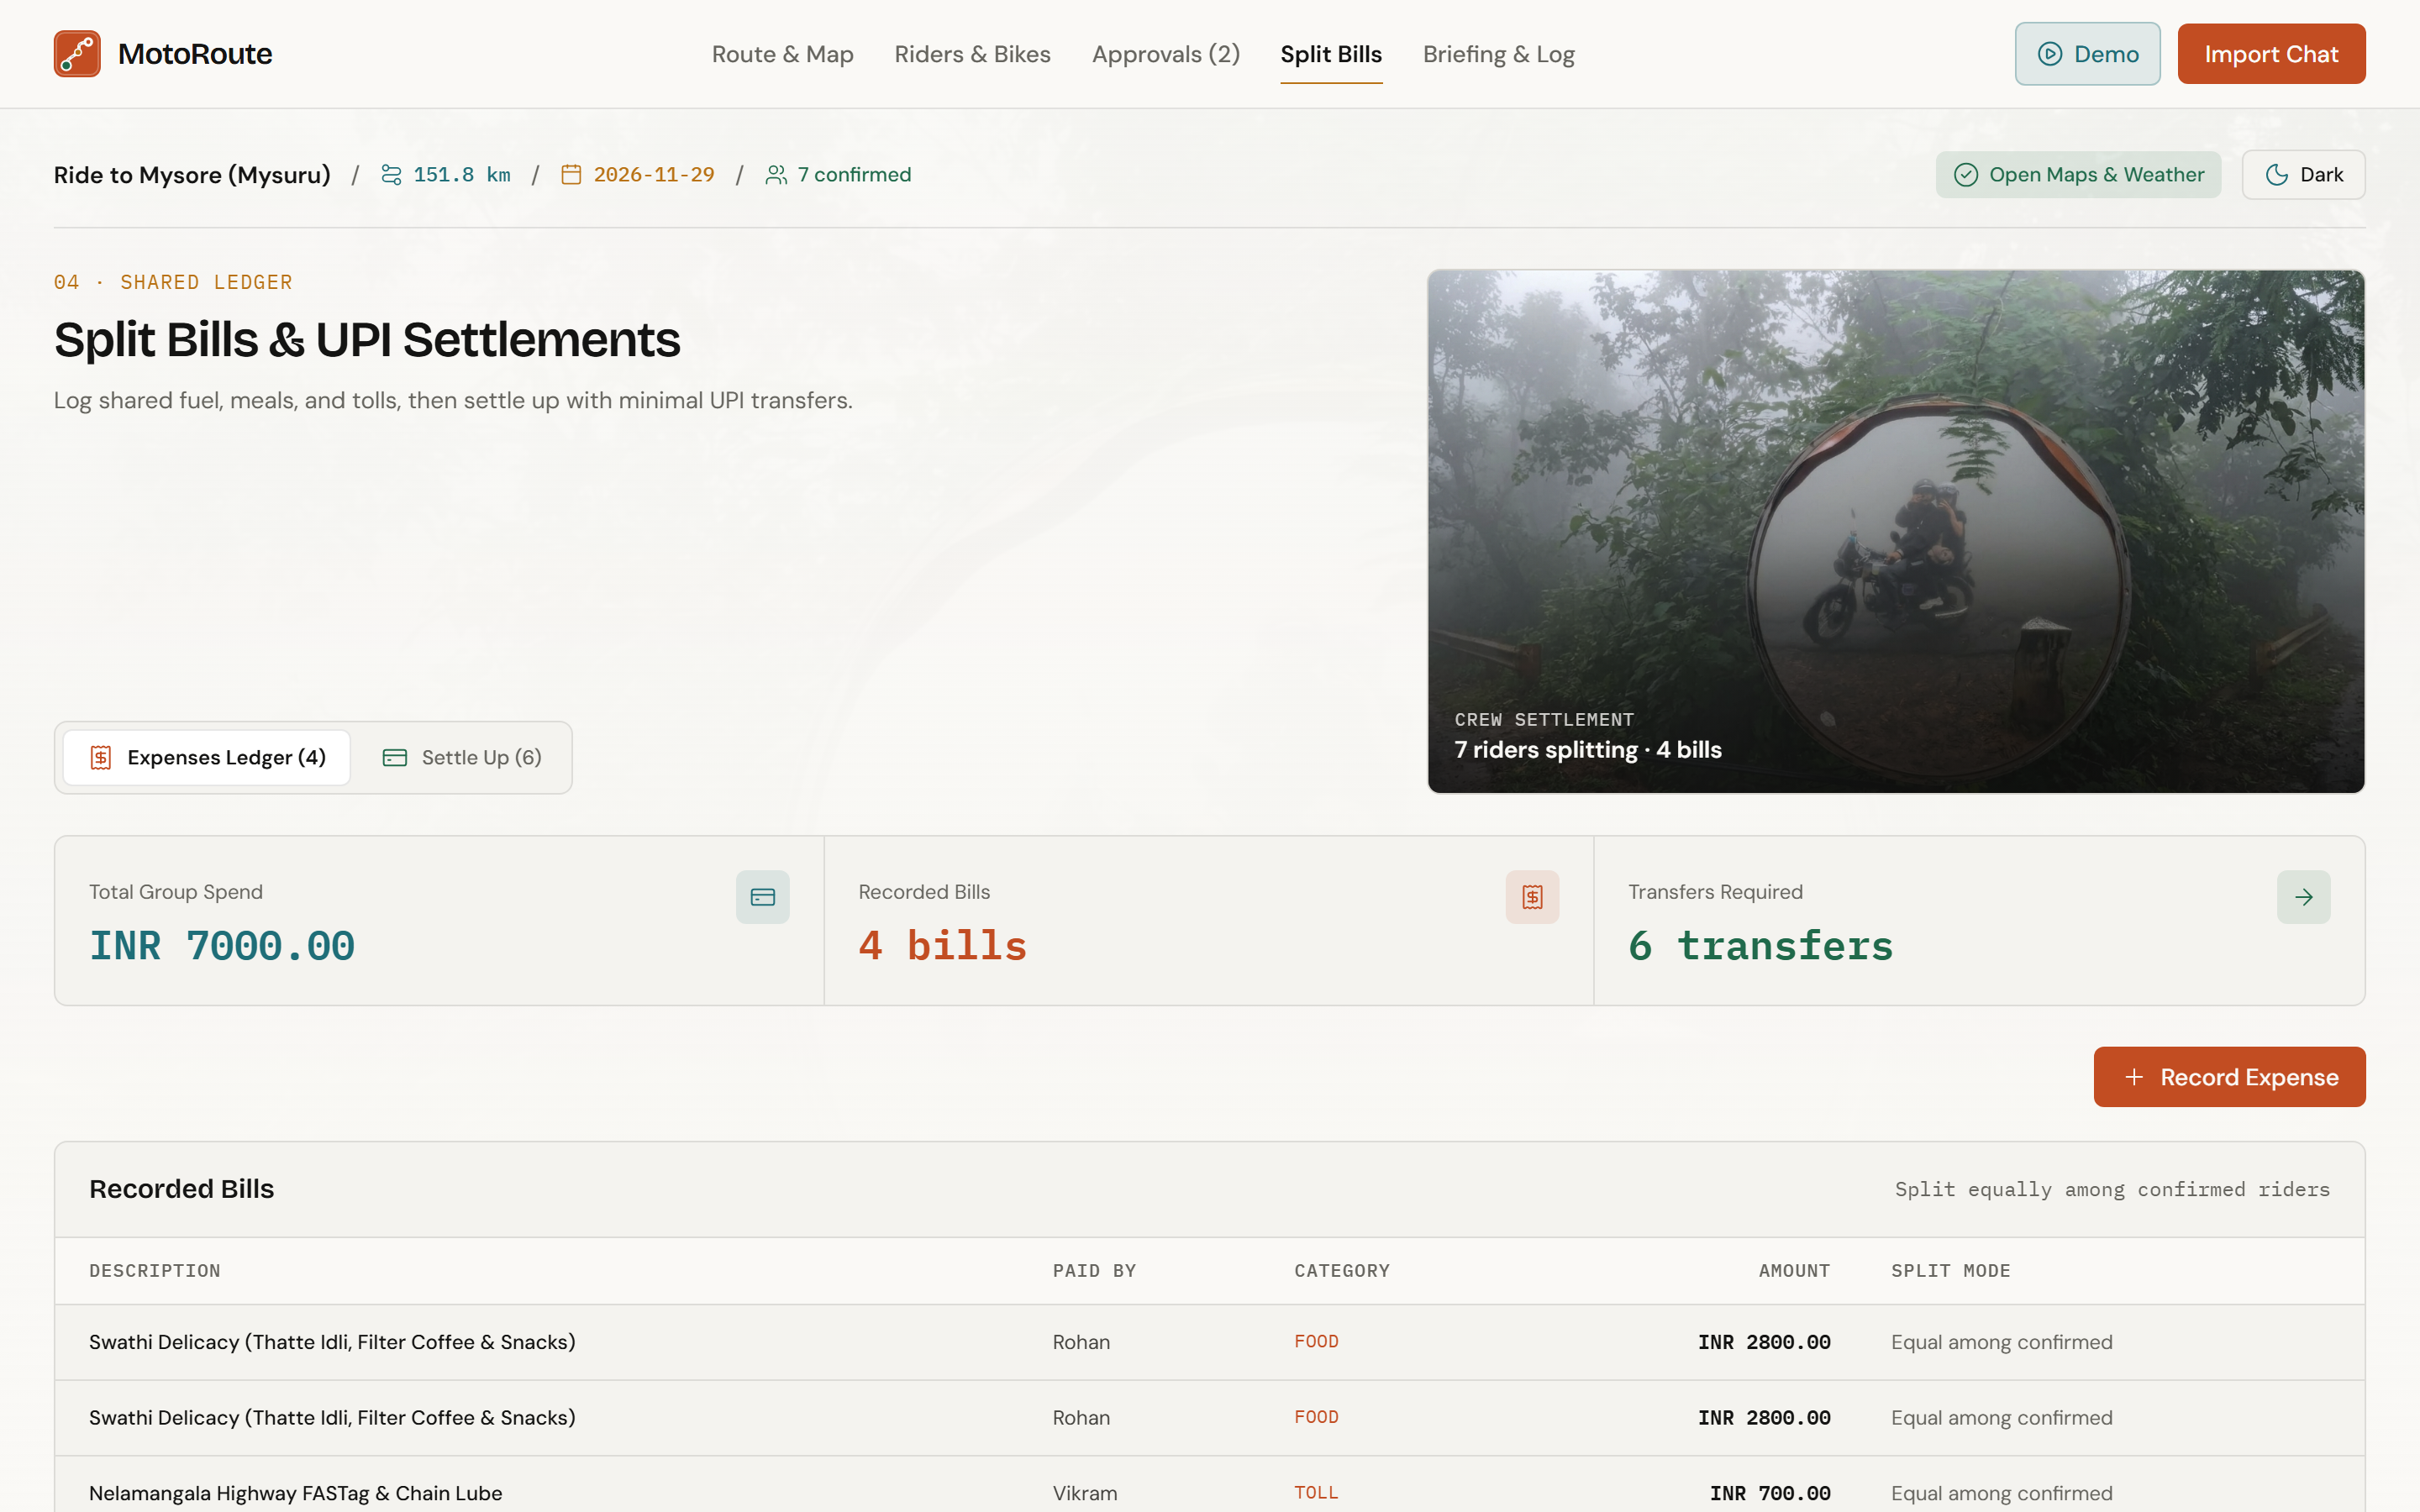 MotoRoute
Route & Map
Riders & Bikes
Approvals (2)
Split Bills
Briefing & Log
Demo
Import Chat
Ride to Mysore (Mysuru) / 151.8 km / 2026-11-29 / 7 confirmed
Open Maps & Weather
Dark
04 · SHARED LEDGER
Split Bills & UPI Settlements
Log shared fuel, meals, and tolls, then settle up with minimal UPI transfers.
Expenses Ledger (4)
Settle Up (6)
CREW SETTLEMENT
7 riders splitting · 4 bills
Total Group Spend
INR 7000.00
Recorded Bills
4 bills
Transfers Required
6 transfers
+ Record Expense
Recorded Bills
Split equally among confirmed riders
DESCRIPTION PAID BY CATEGORY AMOUNT SPLIT MODE
Swathi Delicacy (Thatte Idli, Filter Coffee & Snacks) Rohan FOOD INR 2800.00 Equal among confirmed
Swathi Delicacy (Thatte Idli, Filter Coffee & Snacks) Rohan FOOD INR 2800.00 Equal among confirmed
Nelamangala Highway FASTag & Chain Lube Vikram TOLL INR 700.00 Equal among confirmed